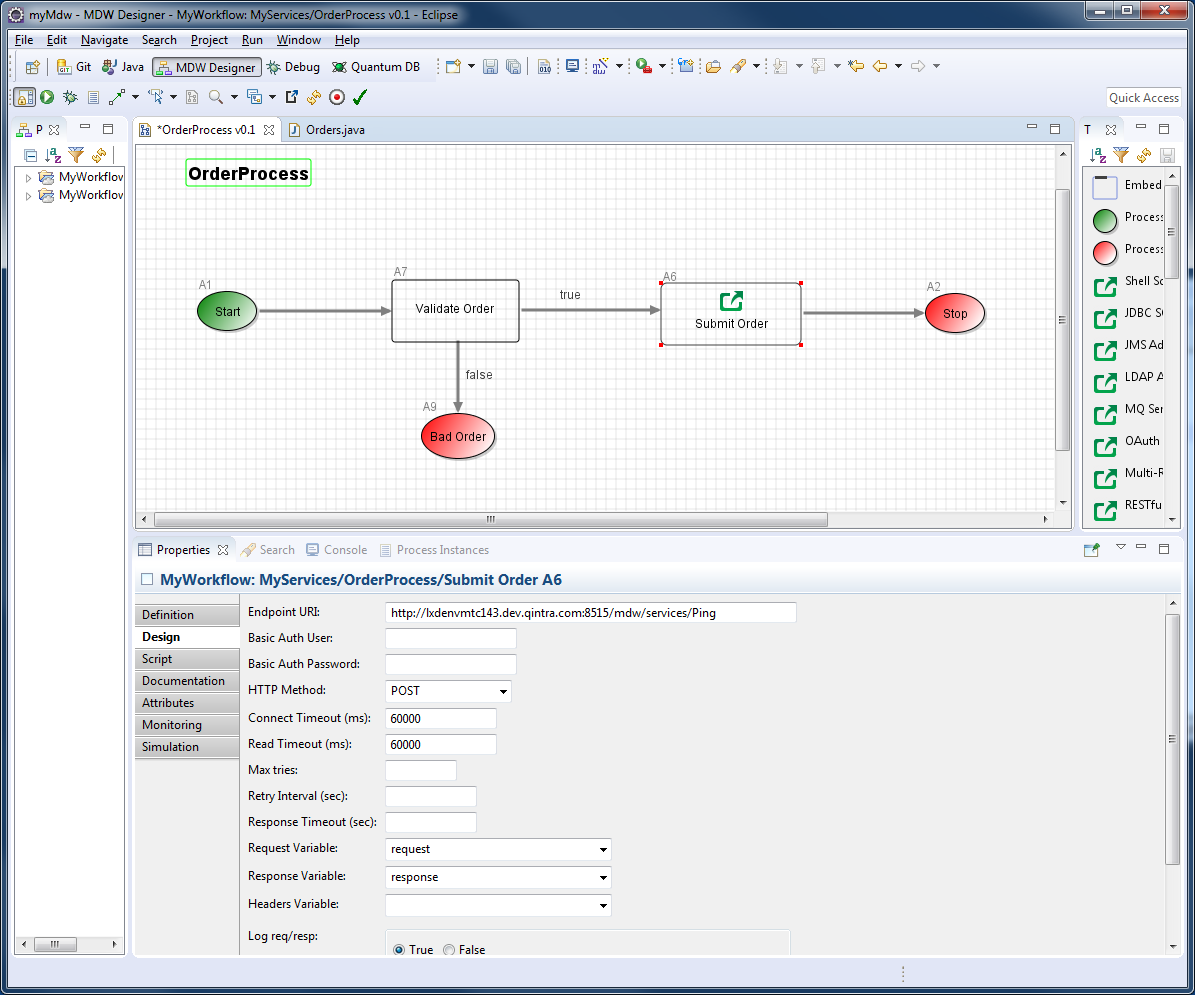 myMdw - MDW Designer - MyWorkflow: MyServices/OrderProcess v0.1 - Eclipse
File Edit Navigate Search Project Run Window Help
Git Java MDW Designer Debug Quantum DB
Quick Access
P
*OrderProcess v0.1 Orders.java
T
MyWorkflow
MyWorkflow
OrderProcess
A1
Start
A7
Validate Order
true
A6
Submit Order
A2
Stop
false
A9
Bad Order
Embed
Process
Process
Shell Sc
JDBC S
JMS Ad
LDAP A
MQ Ser
OAuth
Multi-R
RESTfu
Properties Search Console Process Instances
MyWorkflow: MyServices/OrderProcess/Submit Order A6
Definition
Design
Script
Documentation
Attributes
Monitoring
Simulation
Endpoint URI: http://lxdenvmtc143.dev.qintra.com:8515/mdw/services/Ping
Basic Auth User:
Basic Auth Password:
HTTP Method: POST
Connect Timeout (ms): 60000
Read Timeout (ms): 60000
Max tries:
Retry Interval (sec):
Response Timeout (sec):
Request Variable: request
Response Variable: response
Headers Variable:
Log req/resp:
True False